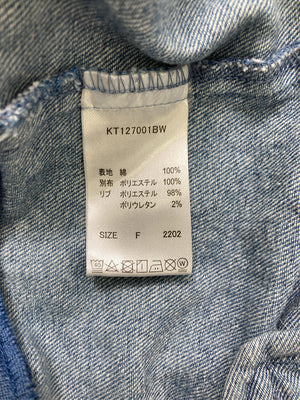 KT127001BW
表地 綿 100%
別布 ポリエステル 100%
リブ ポリエステル 98%
ポリウレタン 2%
SIZE F 2202